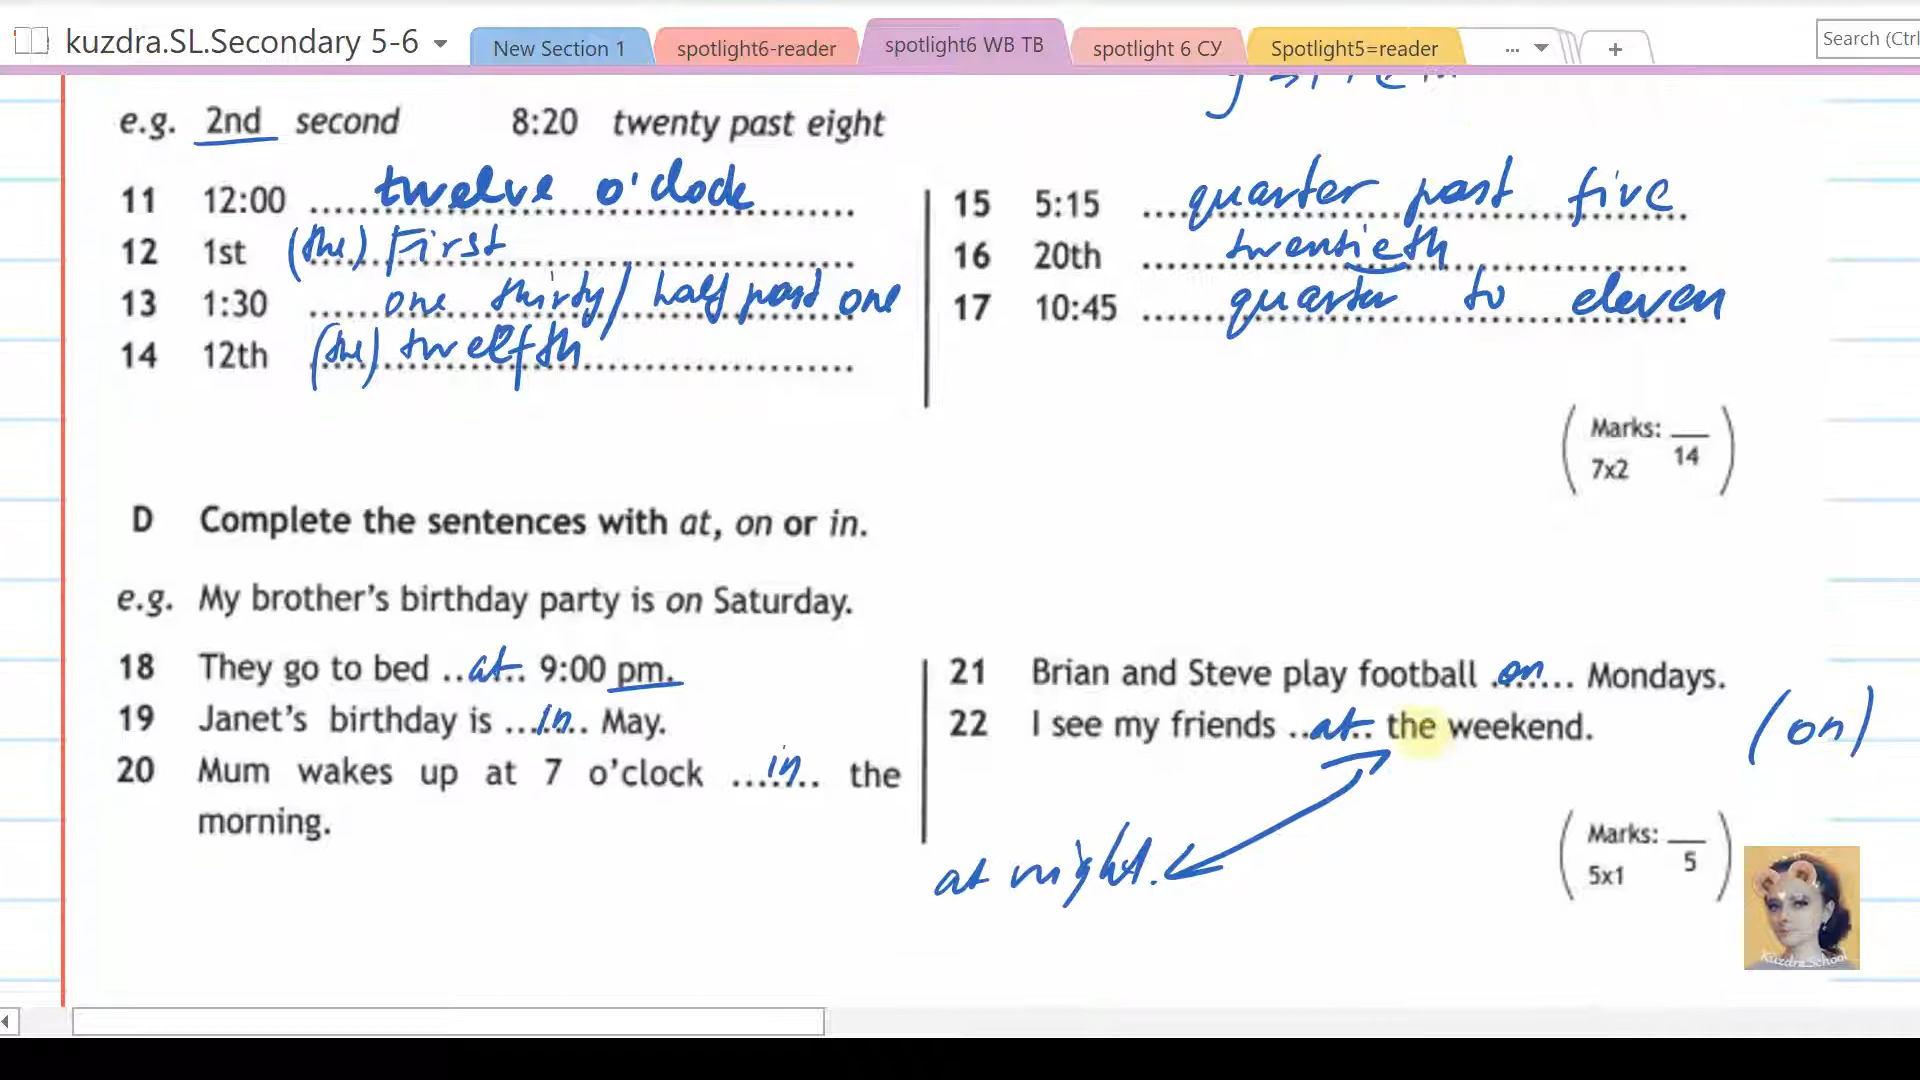 kuzdra.SL.Secondary 5-6
New Section 1
spotlight6-reader
spotlight6 WB TB
spotlight 6 СУ
Spotlight5=reader
...
+
Search (Ctrl
e.g. 2nd second 8:20 twenty past eight
11 12:00 twelve o'clock
12 1st (the) First
13 1:30 one thirty/ half past one
14 12th (the) twelfth
15 5:15 quarter past five
16 20th twentieth
17 10:45 quarter to eleven
Marks: __
7x2 14
D Complete the sentences with at, on or in.
e.g. My brother's birthday party is on Saturday.
18 They go to bed ..at.. 9:00 pm.
19 Janet's birthday is ...in.. May.
20 Mum wakes up at 7 o'clock ...in.. the
morning.
21 Brian and Steve play football ..on... Mondays.
22 I see my friends ..at.. the weekend. (on)
at night.
Marks: __
5x1 5
Kuzdra School